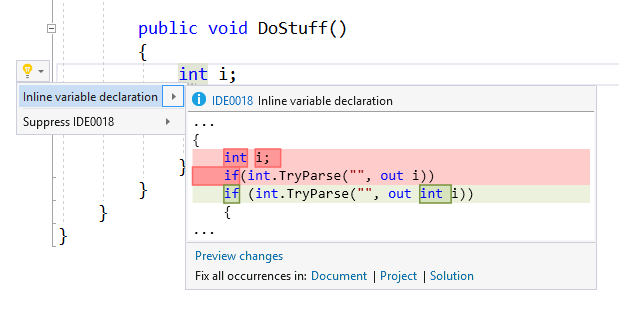 public void DoStuff()
{
int i;
Inline variable declaration
Suppress IDE0018
IDE0018 Inline variable declaration
...
{
int i;
if(int.TryParse("", out i))
if (int.TryParse("", out int i))
{
...
Preview changes
Fix all occurrences in: Document | Project | Solution
}
}
}
}